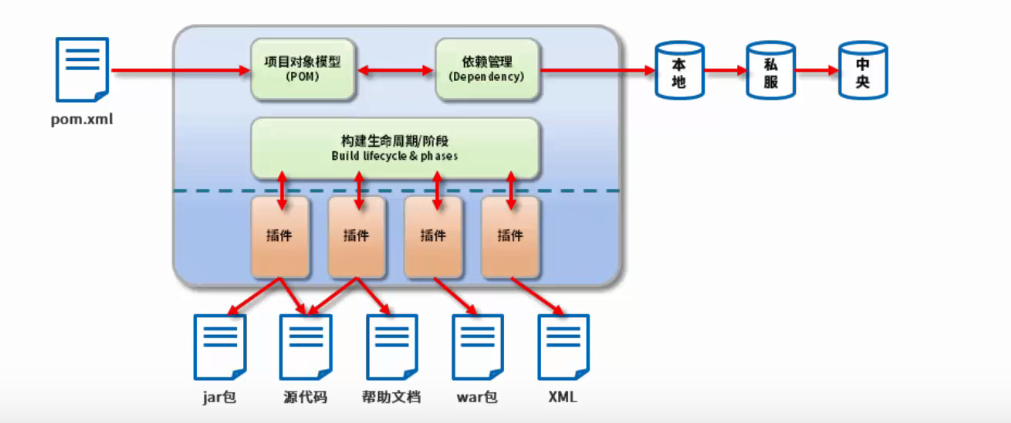 pom.xml
项目对象模型
(POM)
依赖管理
(Dependency)
本地
私服
中央
构建生命周期/阶段
Build lifecycle & phases
插件
插件
插件
插件
jar包
源代码
帮助文档
war包
XML